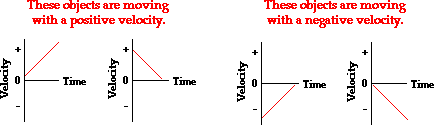 These objects are moving
with a positive velocity.
These objects are moving
with a negative velocity.
Velocity
+
0
–
Time
Velocity
+
0
–
Time
Velocity
+
0
–
Time
Velocity
+
0
–
Time